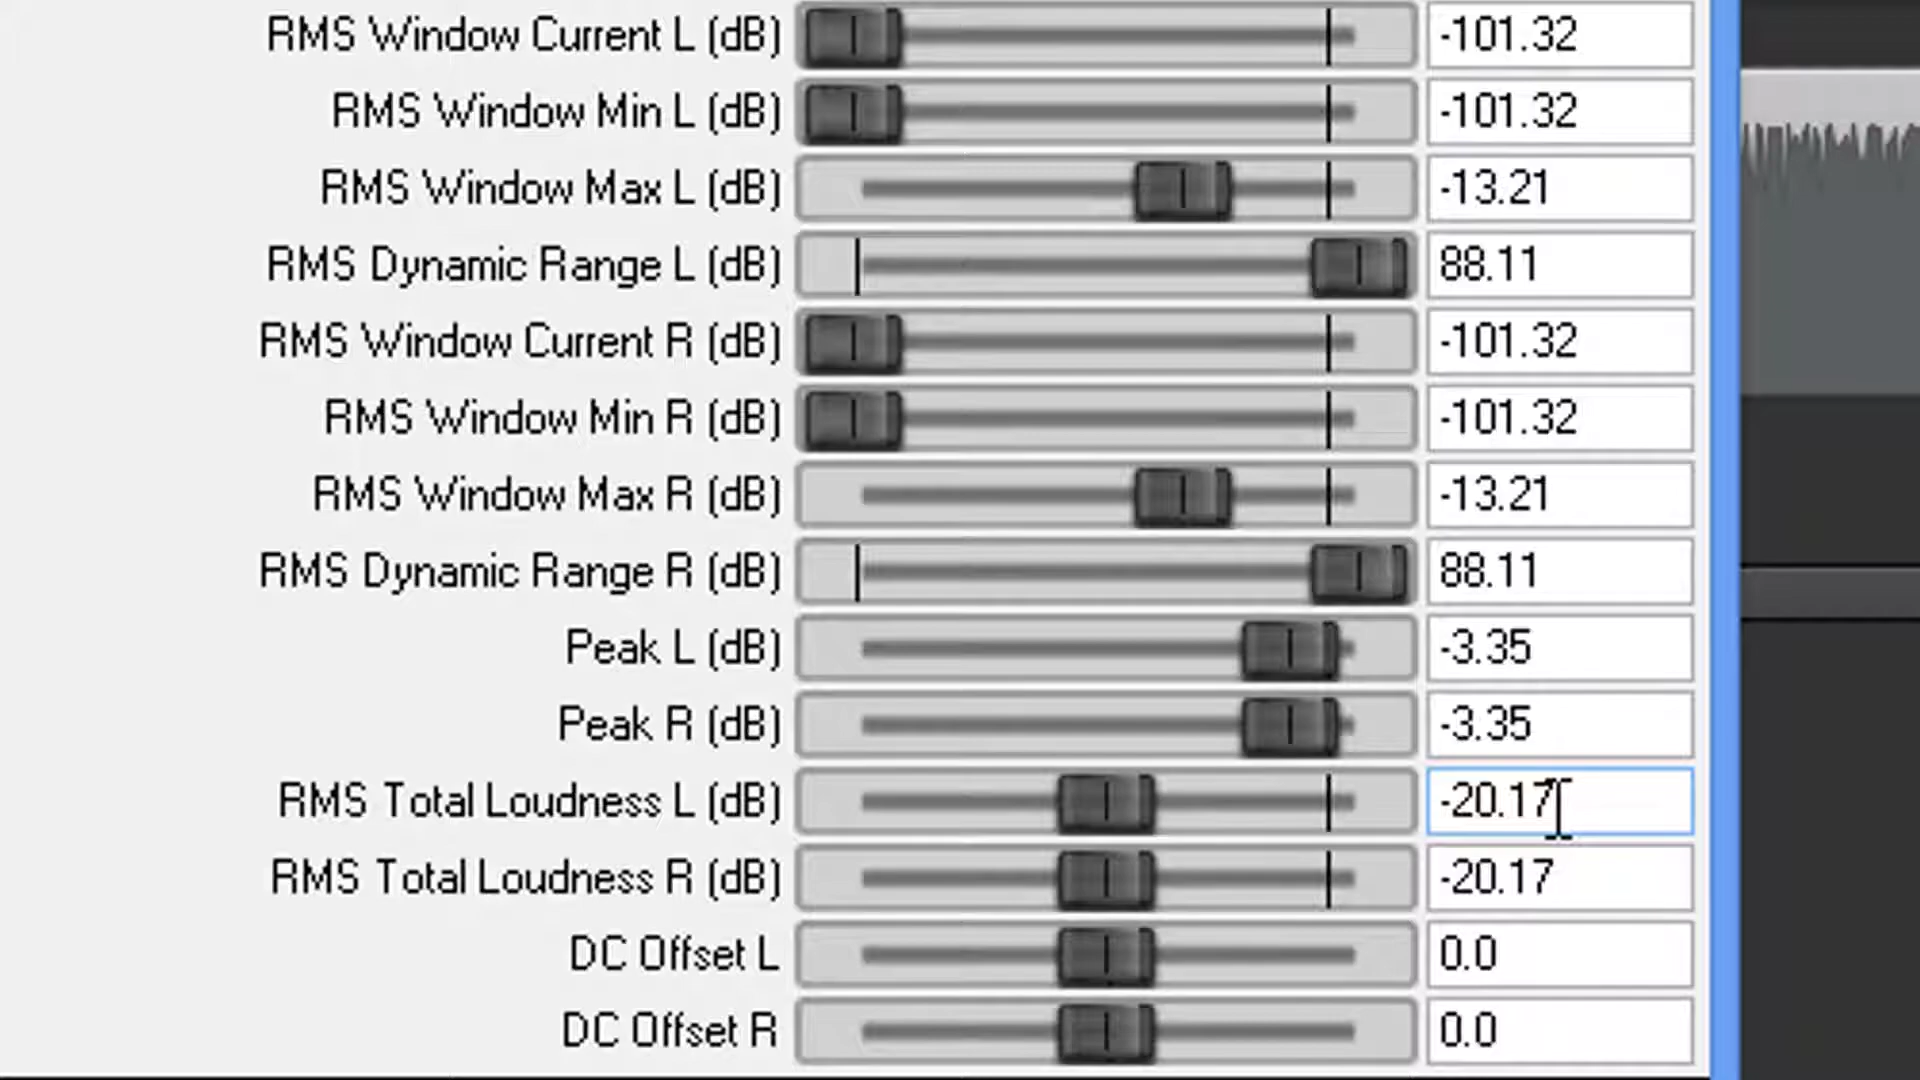 RMS Window Current L (dB) -101.32
RMS Window Min L (dB) -101.32
RMS Window Max L (dB) -13.21
RMS Dynamic Range L (dB) 88.11
RMS Window Current R (dB) -101.32
RMS Window Min R (dB) -101.32
RMS Window Max R (dB) -13.21
RMS Dynamic Range R (dB) 88.11
Peak L (dB) -3.35
Peak R (dB) -3.35
RMS Total Loudness L (dB) -20.17
RMS Total Loudness R (dB) -20.17
DC Offset L 0.0
DC Offset R 0.0